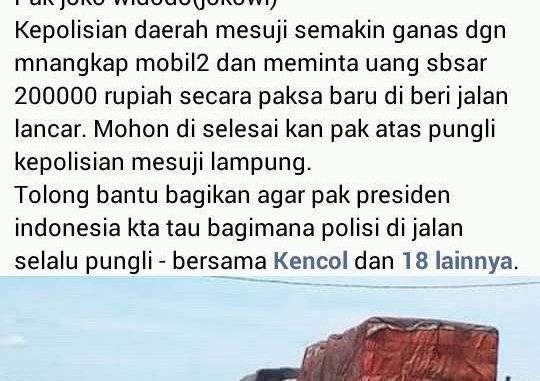 Pak joko widodo(jokowi)
Kepolisian daerah mesuji semakin ganas dgn
mnangkap mobil2 dan meminta uang sbsar
200000 rupiah secara paksa baru di beri jalan
lancar. Mohon di selesai kan pak atas pungli
kepolisian mesuji lampung.
Tolong bantu bagikan agar pak presiden
indonesia kta tau bagimana polisi di jalan
selalu pungli - bersama Kencol dan 18 lainnya.